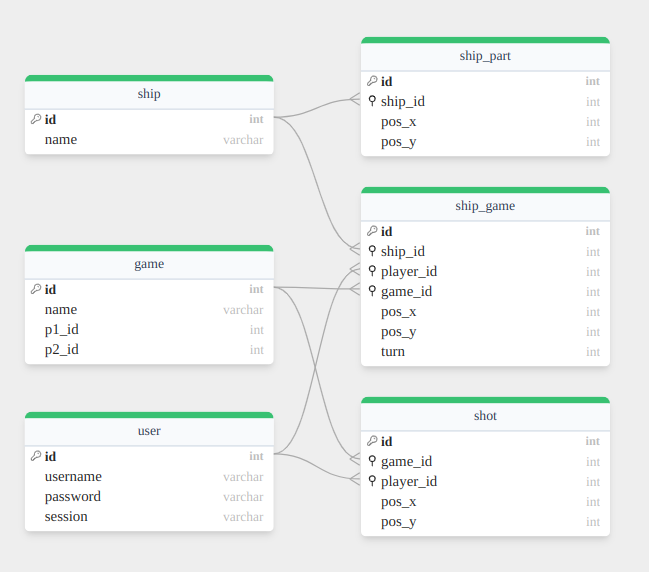 ship
id int
name varchar
game
id int
name varchar
p1_id int
p2_id int
user
id int
username varchar
password varchar
session varchar
ship_part
id int
ship_id int
pos_x int
pos_y int
ship_game
id int
ship_id int
player_id int
game_id int
pos_x int
pos_y int
turn int
shot
id int
game_id int
player_id int
pos_x int
pos_y int